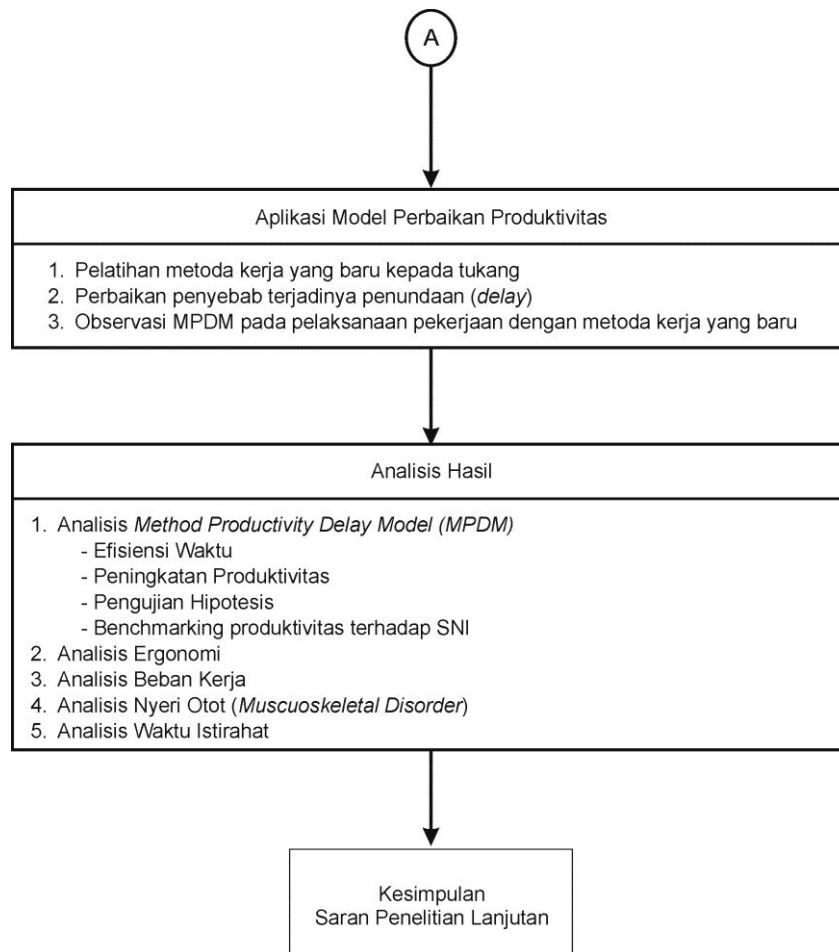 A
Aplikasi Model Perbaikan Produktivitas
1. Pelatihan metoda kerja yang baru kepada tukang
2. Perbaikan penyebab terjadinya penundaan (delay)
3. Observasi MPDM pada pelaksanaan pekerjaan dengan metoda kerja yang baru
Analisis Hasil
1. Analisis Method Productivity Delay Model (MPDM)
- Efisiensi Waktu
- Peningkatan Produktivitas
- Pengujian Hipotesis
- Benchmarking produktivitas terhadap SNI
2. Analisis Ergonomi
3. Analisis Beban Kerja
4. Analisis Nyeri Otot (Muscuoskeletal Disorder)
5. Analisis Waktu Istirahat
Kesimpulan
Saran Penelitian Lanjutan